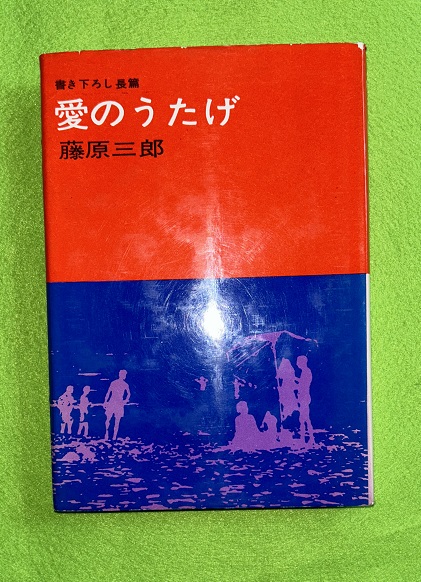 書き下ろし長篇
愛のうたげ
藤原三郎